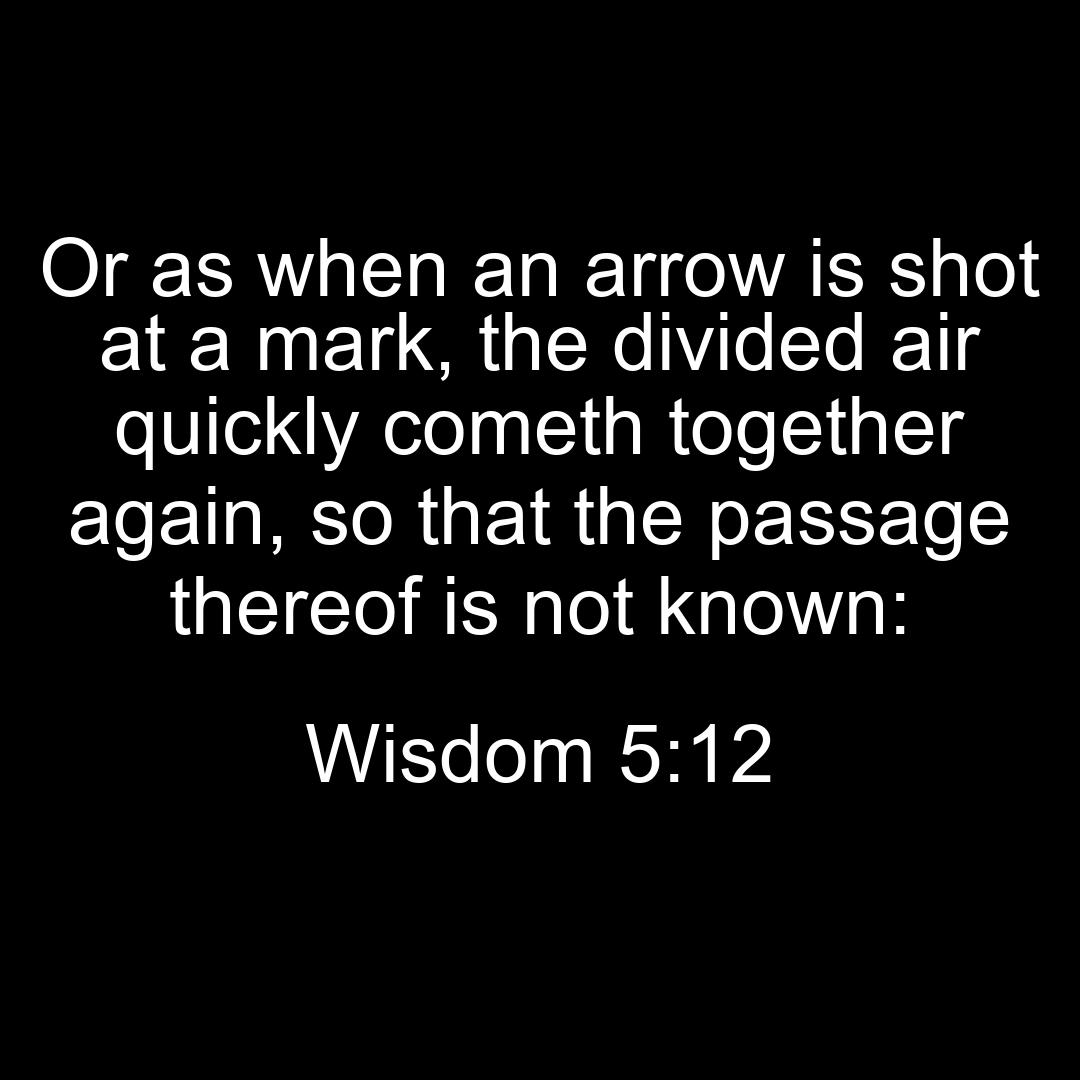 Or as when an arrow is shot
at a mark, the divided air
quickly cometh together
again, so that the passage
thereof is not known:
Wisdom 5:12